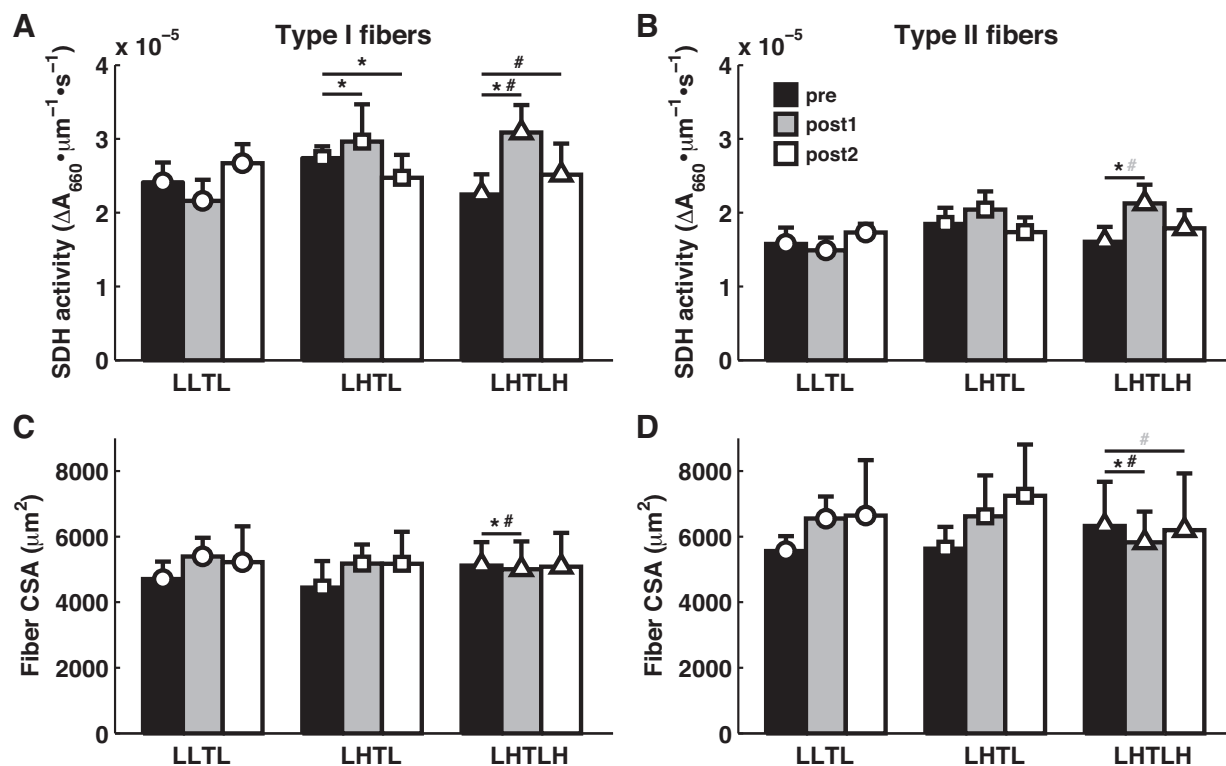 A
Type I fibers
x 10⁻⁵
SDH activity (ΔA₆₆₀•μm⁻¹•s⁻¹)
4
3
2
1
0
*
*
#
* #
LLTL
LHTL
LHTLH
B
Type II fibers
x 10⁻⁵
SDH activity (ΔA₆₆₀•μm⁻¹•s⁻¹)
4
3
2
1
0
pre
post1
post2
* #
LLTL
LHTL
LHTLH
C
Fiber CSA (μm²)
8000
6000
4000
2000
0
* #
LLTL
LHTL
LHTLH
D
Fiber CSA (μm²)
8000
6000
4000
2000
0
#
* #
LLTL
LHTL
LHTLH